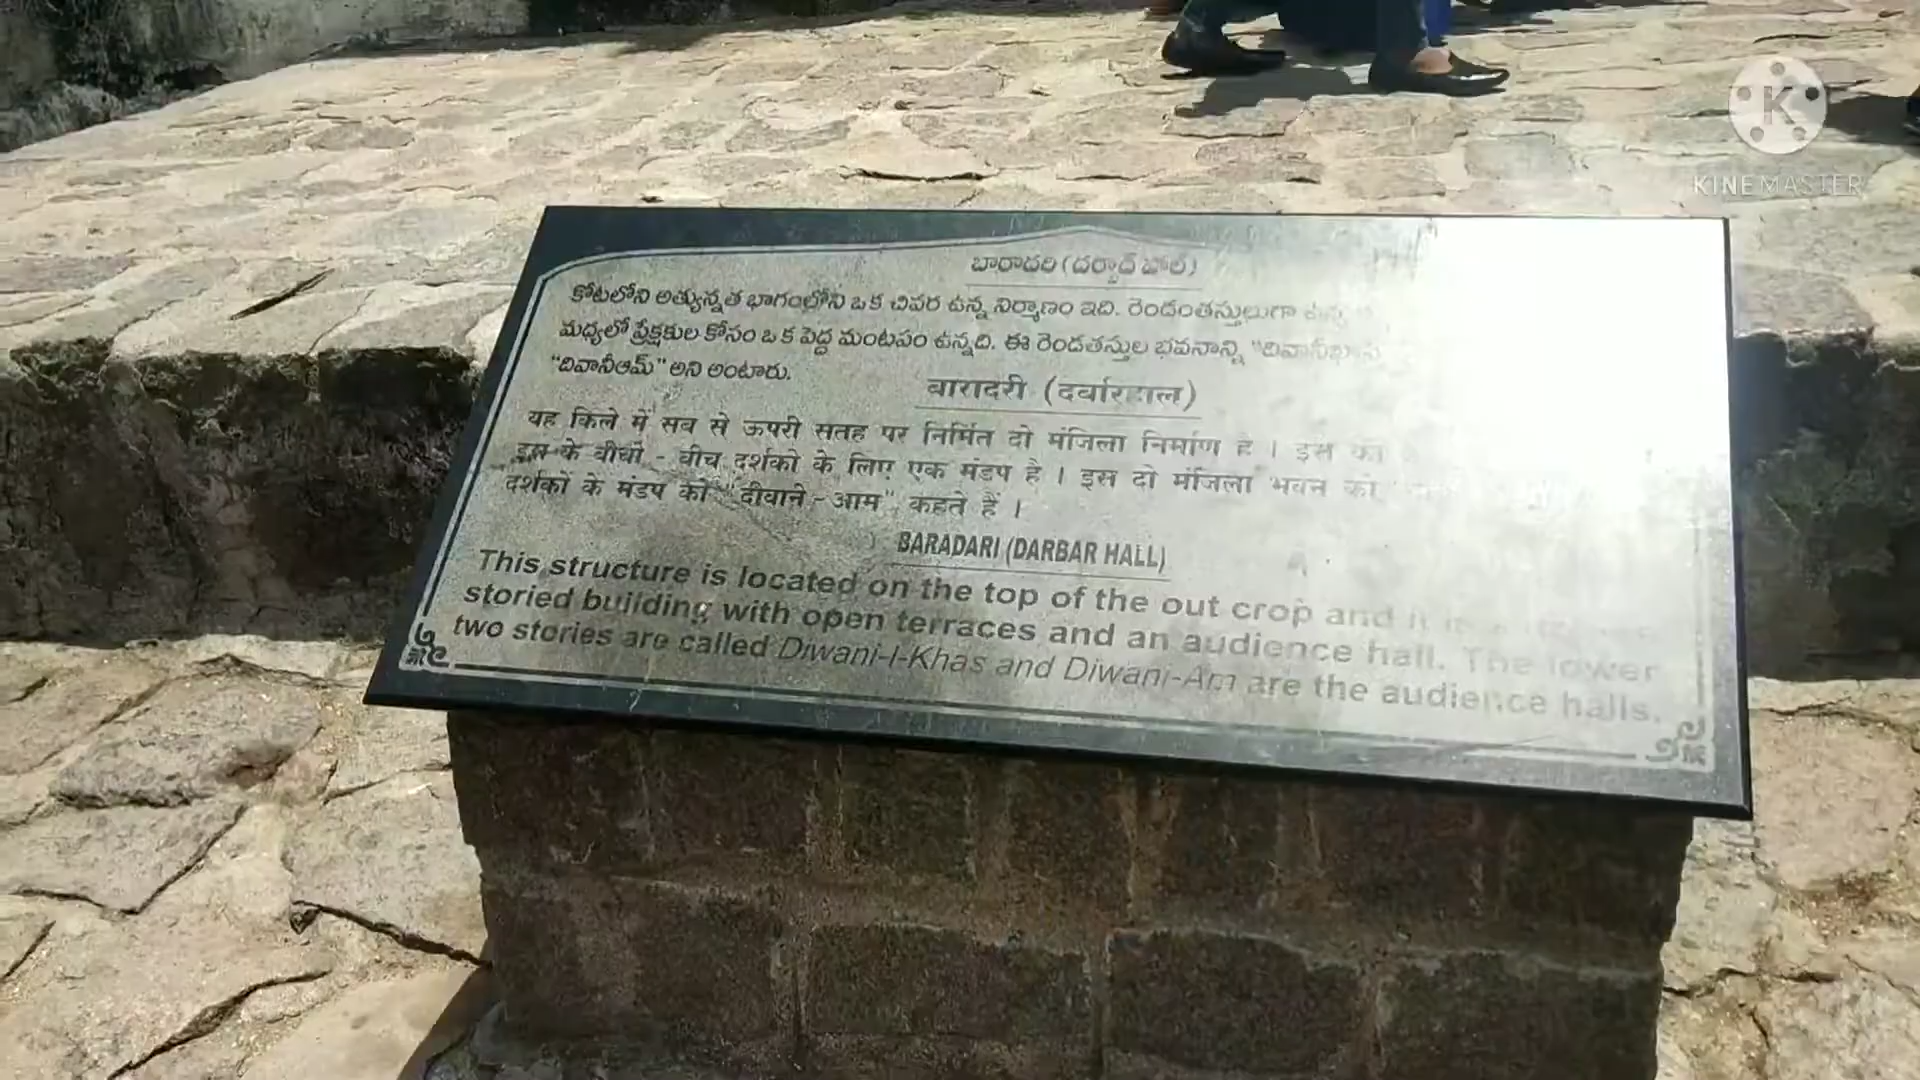 KINEMASTER
బారాదరి (దర్బార్ హాల్)
కోటలోని అత్యున్నత భాగంలోని ఒక చివర ఉన్న నిర్మాణం ఇది. రెండంతస్తులుగా
మధ్యలో ప్రేక్షకుల కోసం ఒక పెద్ద మంటపం ఉన్నది. ఈ రెండతస్తుల భవనాన్ని
"దివానీఆమ్" అని అంటారు.
बारादरी (दर्बारहाल)
यह किले में सब से ऊपरी सतह पर निर्मित दो मंजिला निर्माण है । इस का
इस के बीचों - बीच दर्शको के लिए एक मंडप है । इस दो मंजिला भवन को
दर्शकों के मंडप को "दीवाने - आम" कहते हैं ।
BARADARI (DARBAR HALL)
This structure is located on the top of the out crop and it is
storied building with open terraces and an audience hall. The lower
two stories are called Diwani-I-Khas and Diwani-Am are the audience halls.